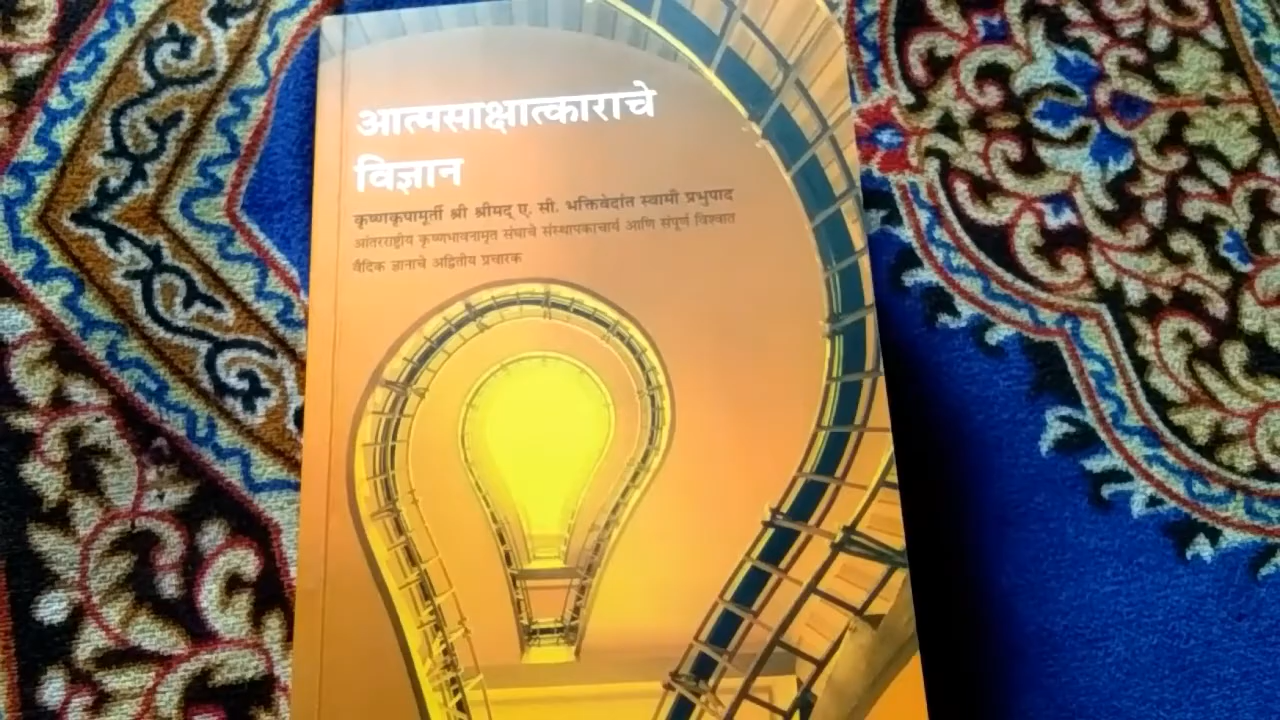 आत्मसाक्षात्काराचे
विज्ञान
कृष्णकृपामूर्ती श्री श्रीमद् ए. सी. भक्तिवेदांत स्वामी प्रभुपाद
आंतरराष्ट्रीय कृष्णभावनामृत संघाचे संस्थापकाचार्य आणि संपूर्ण विश्वात
वैदिक ज्ञानाचे अद्वितीय प्रचारक